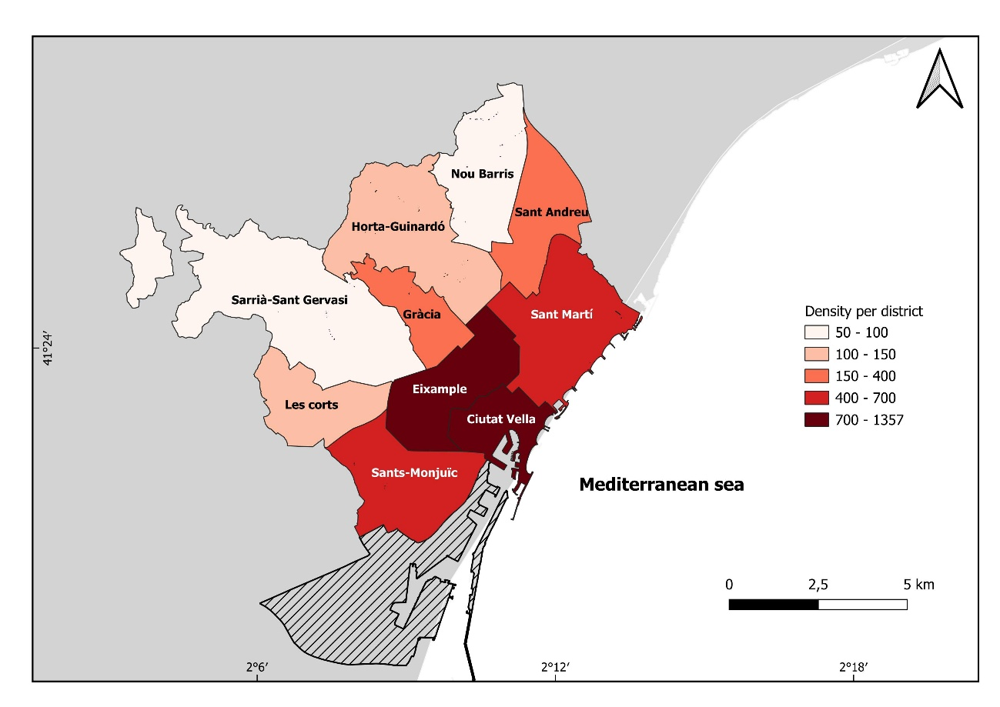 Nou Barris
Sant Andreu
Horta-Guinardó
Sarrià-Sant Gervasi
Gràcia
Sant Martí
Eixample
Les corts
Ciutat Vella
Sants-Monjuïc
Mediterranean sea
Density per district
50 - 100
100 - 150
150 - 400
400 - 700
700 - 1357
0 2,5 5 km
41°24′
2°6′ 2°12′ 2°18′